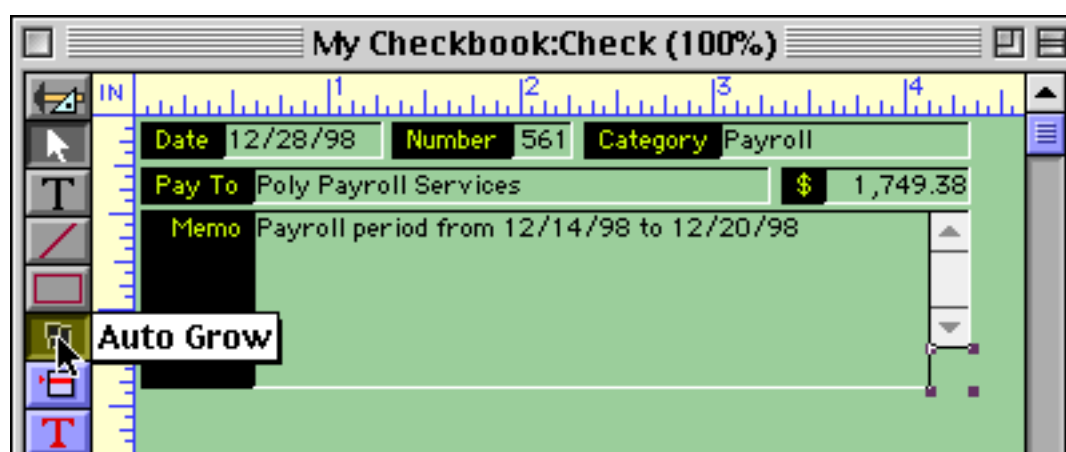 My Checkbook:Check (100%)
IN 1 2 3 4
Date 12/28/98 Number 561 Category Payroll
T
Pay To Poly Payroll Services $ 1,749.38
Memo Payroll period from 12/14/98 to 12/20/98
Auto Grow
T